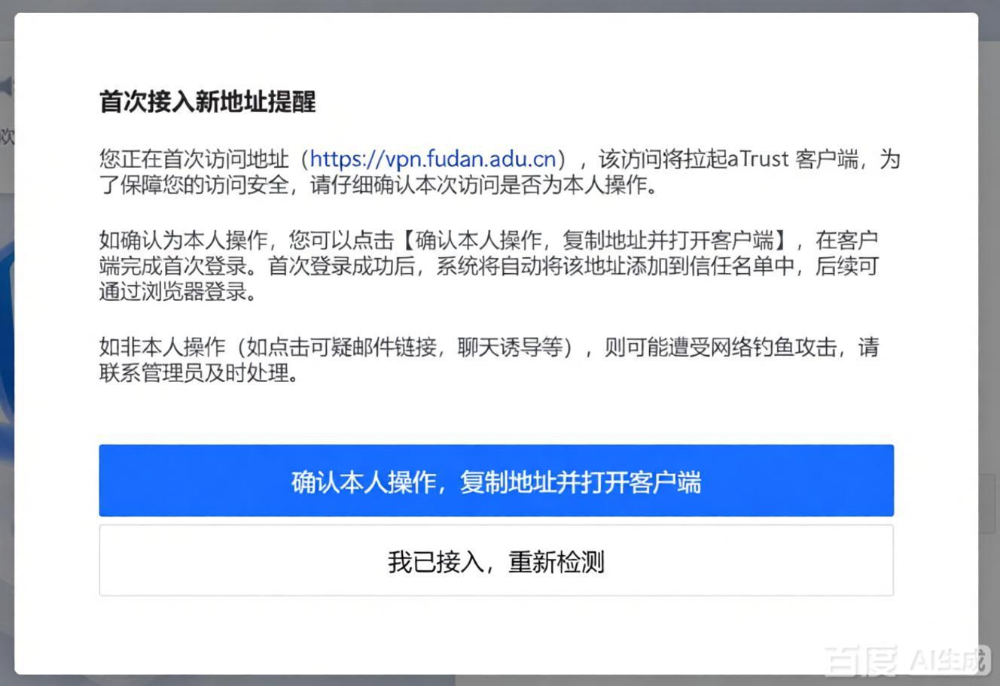 首次接入新地址提醒
您正在首次访问地址（https://vpn.fudan.adu.cn），该访问将拉起aTrust 客户端，为
了保障您的访问安全，请仔细确认本次访问是否为本人操作。
如确认为本人操作，您可以点击【确认本人操作，复制地址并打开客户端】，在客户
端完成首次登录。首次登录成功后，系统将自动将该地址添加到信任名单中，后续可
通过浏览器登录。
如非本人操作（如点击可疑邮件链接，聊天诱导等），则可能遭受网络钓鱼攻击，请
联系管理员及时处理。
确认本人操作，复制地址并打开客户端
我已接入，重新检测
百度 AI生成